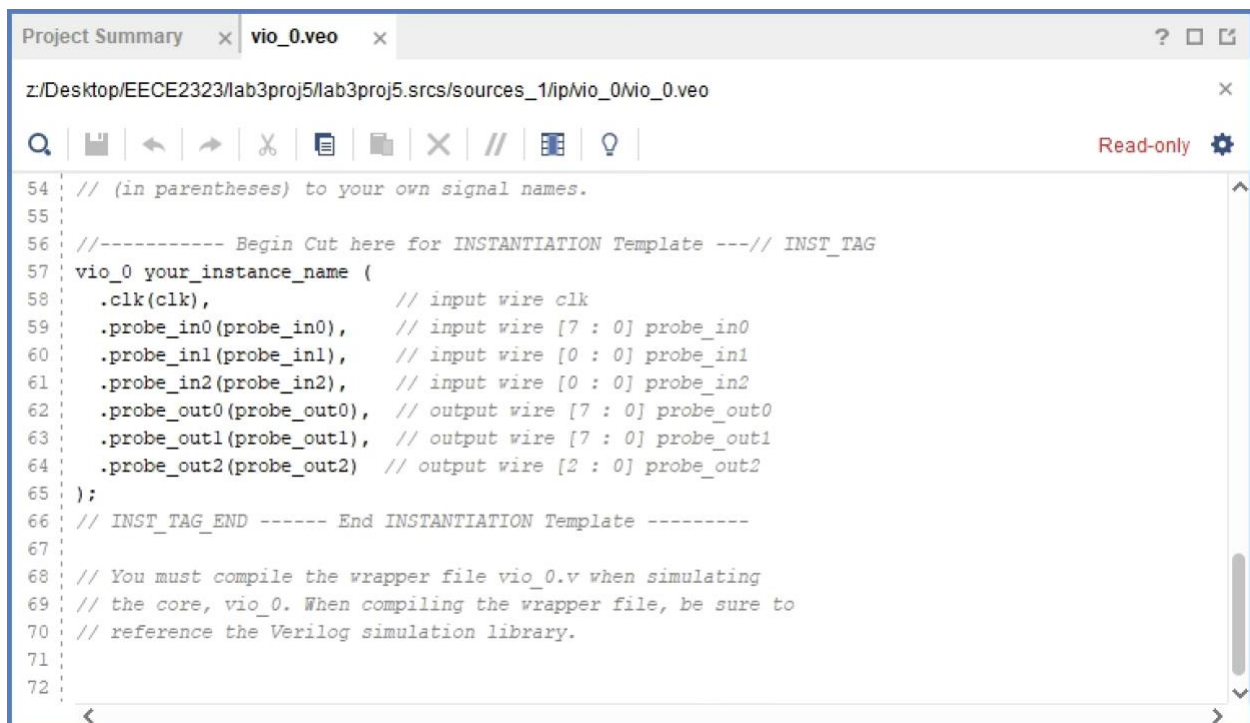 Project Summary × vio_0.veo ×
z:/Desktop/EECE2323/lab3proj5/lab3proj5.srcs/sources_1/ip/vio_0/vio_0.veo
Read-only
54 // (in parentheses) to your own signal names.
55
56 //----------- Begin Cut here for INSTANTIATION Template ---// INST_TAG
57 vio_0 your_instance_name (
58 .clk(clk), // input wire clk
59 .probe_in0(probe_in0), // input wire [7 : 0] probe_in0
60 .probe_in1(probe_in1), // input wire [0 : 0] probe_in1
61 .probe_in2(probe_in2), // input wire [0 : 0] probe_in2
62 .probe_out0(probe_out0), // output wire [7 : 0] probe_out0
63 .probe_out1(probe_out1), // output wire [7 : 0] probe_out1
64 .probe_out2(probe_out2) // output wire [2 : 0] probe_out2
65 );
66 // INST_TAG_END ------ End INSTANTIATION Template ---------
67
68 // You must compile the wrapper file vio_0.v when simulating
69 // the core, vio_0. When compiling the wrapper file, be sure to
70 // reference the Verilog simulation library.
71
72